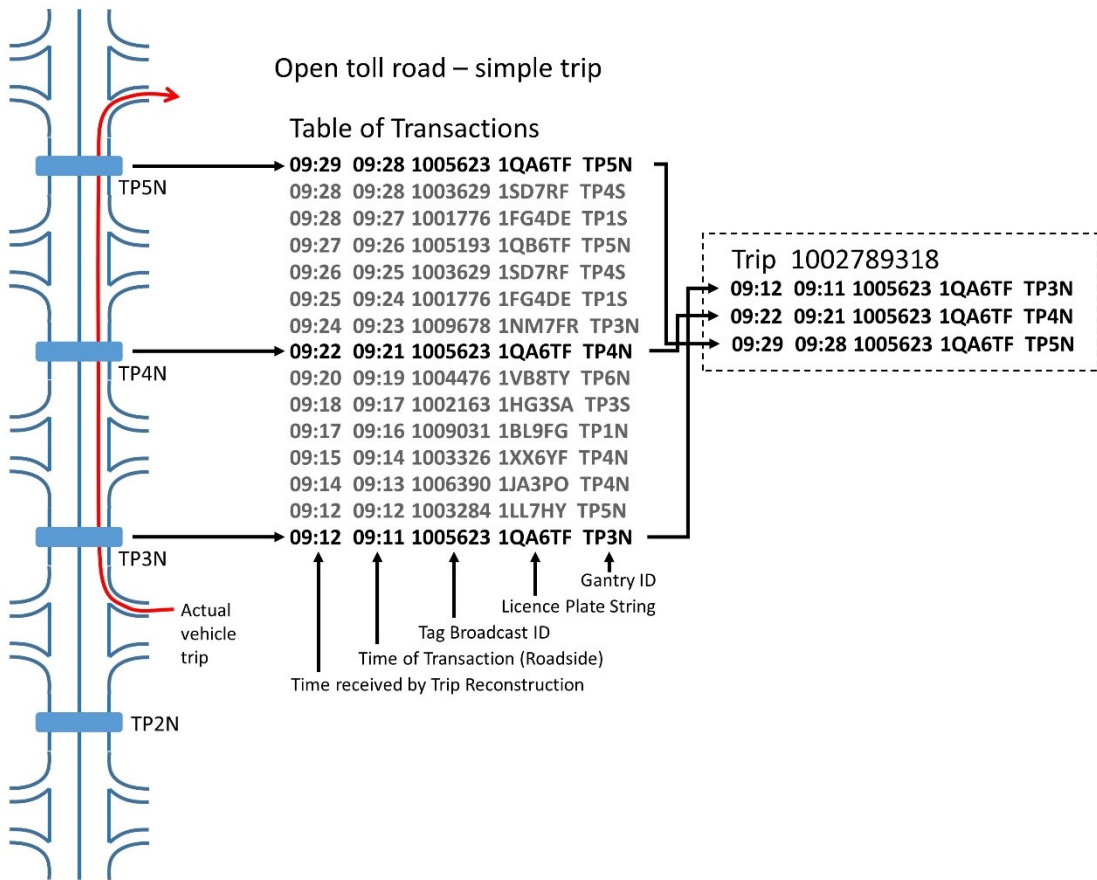 Open toll road – simple trip
Table of Transactions
09:29 09:28 1005623 1QA6TF TP5N
09:28 09:28 1003629 1SD7RF TP4S
09:28 09:27 1001776 1FG4DE TP1S
09:27 09:26 1005193 1QB6TF TP5N
09:26 09:25 1003629 1SD7RF TP4S
09:25 09:24 1001776 1FG4DE TP1S
09:24 09:23 1009678 1NM7FR TP3N
09:22 09:21 1005623 1QA6TF TP4N
09:20 09:19 1004476 1VB8TY TP6N
09:18 09:17 1002163 1HG3SA TP3S
09:17 09:16 1009031 1BL9FG TP1N
09:15 09:14 1003326 1XX6YF TP4N
09:14 09:13 1006390 1JA3PO TP4N
09:12 09:12 1003284 1LL7HY TP5N
09:12 09:11 1005623 1QA6TF TP3N
Gantry ID
Licence Plate String
Tag Broadcast ID
Time of Transaction (Roadside)
Time received by Trip Reconstruction
Trip 1002789318
09:12 09:11 1005623 1QA6TF TP3N
09:22 09:21 1005623 1QA6TF TP4N
09:29 09:28 1005623 1QA6TF TP5N
TP5N
TP4N
TP3N
Actual
vehicle
trip
TP2N